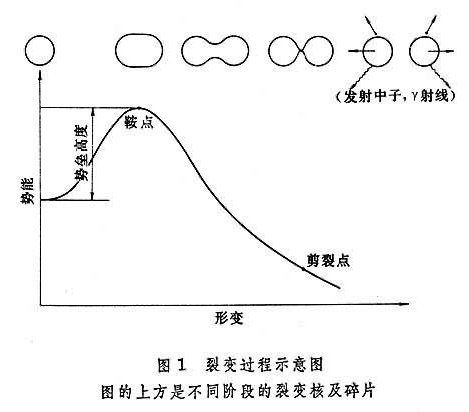 (发射中子,γ射线)
鞍点
势垒高度
势能
剪裂点
形变
图1 裂变过程示意图
图的上方是不同阶段的裂变核及碎片